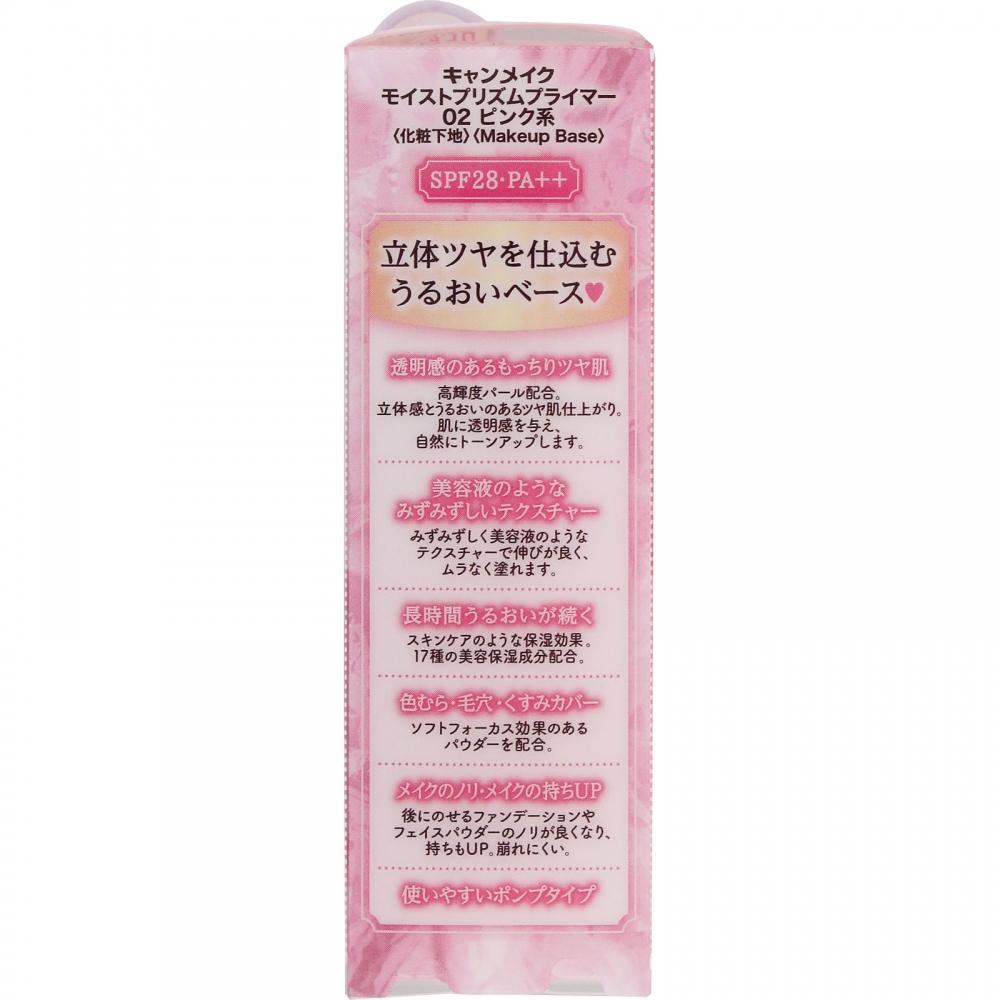 キャンメイク
モイストプリズムプライマー
02 ピンク系
〈化粧下地〉〈Makeup Base〉
SPF28・PA++
立体ツヤを仕込む
うるおいベース♥
透明感のあるもっちりツヤ肌
高輝度パール配合。
立体感とうるおいのあるツヤ肌仕上がり。
肌に透明感を与え、
自然にトーンアップします。
美容液のような
みずみずしいテクスチャー
みずみずしく美容液のような
テクスチャーで伸びが良く、
ムラなく塗れます。
長時間うるおいが続く
スキンケアのような保湿効果。
17種の美容保湿成分配合。
色むら・毛穴・くすみカバー
ソフトフォーカス効果のある
パウダーを配合。
メイクのノリ・メイクの持ちUP
後にのせるファンデーションや
フェイスパウダーのノリが良くなり、
持ちもUP。崩れにくい。
使いやすいポンプタイプ